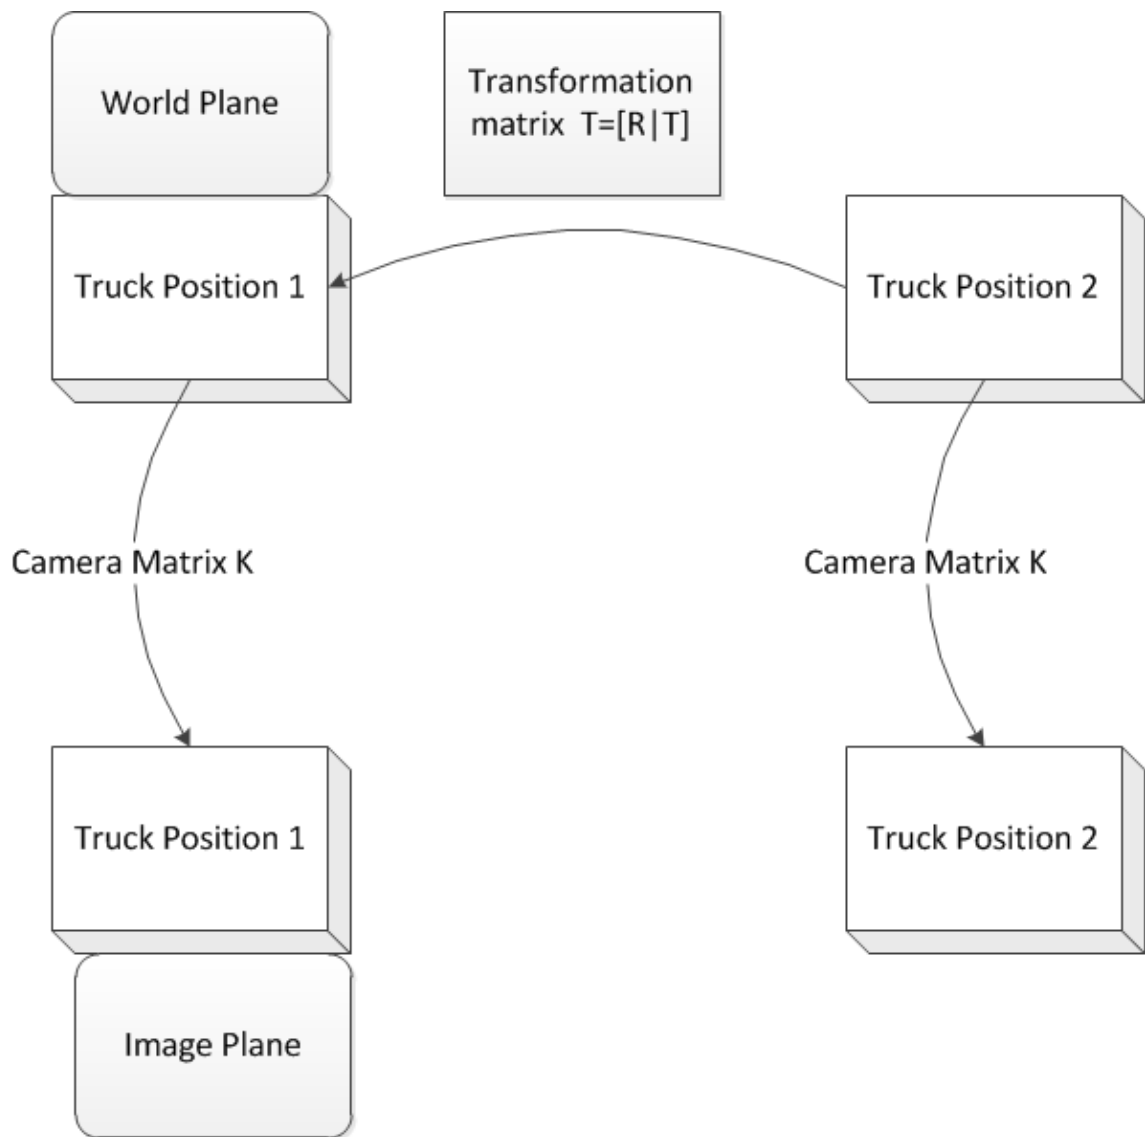 World Plane
Transformation
matrix  T=[R|T]
Truck Position 1
Truck Position 2
Camera Matrix K
Camera Matrix K
Truck Position 1
Truck Position 2
Image Plane